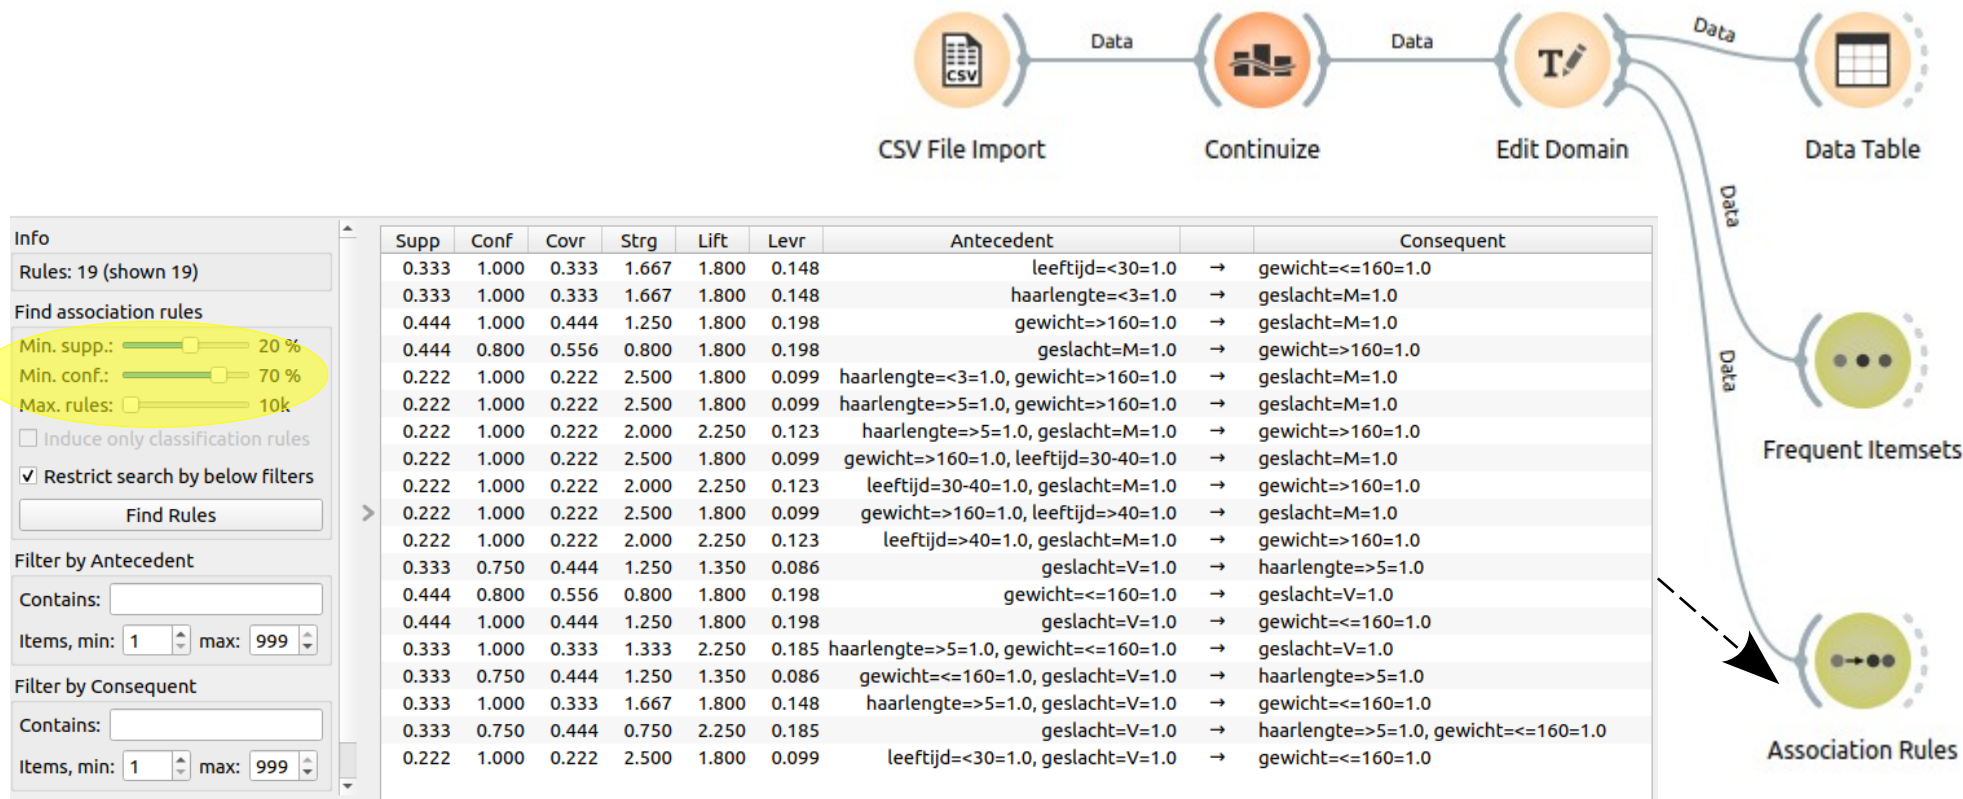 Data
Data
Data
CSV
T
CSV File Import
Continuize
Edit Domain
Data Table
Data
Data
Frequent Itemsets
Association Rules
Info
Rules: 19 (shown 19)
Find association rules
Min. supp.: 20 %
Min. conf.: 70 %
Max. rules: 10k
Induce only classification rules
Restrict search by below filters
Find Rules
Filter by Antecedent
Contains:
Items, min: 1 max: 999
Filter by Consequent
Contains:
Items, min: 1 max: 999
Supp Conf Covr Strg Lift Levr Antecedent Consequent
0.333 1.000 0.333 1.667 1.800 0.148 leeftijd=<30=1.0 → gewicht=<=160=1.0
0.333 1.000 0.333 1.667 1.800 0.148 haarlengte=<3=1.0 → geslacht=M=1.0
0.444 1.000 0.444 1.250 1.800 0.198 gewicht=>160=1.0 → geslacht=M=1.0
0.444 0.800 0.556 0.800 1.800 0.198 geslacht=M=1.0 → gewicht=>160=1.0
0.222 1.000 0.222 2.500 1.800 0.099 haarlengte=<3=1.0, gewicht=>160=1.0 → geslacht=M=1.0
0.222 1.000 0.222 2.500 1.800 0.099 haarlengte=>5=1.0, gewicht=>160=1.0 → geslacht=M=1.0
0.222 1.000 0.222 2.000 2.250 0.123 haarlengte=>5=1.0, geslacht=M=1.0 → gewicht=>160=1.0
0.222 1.000 0.222 2.500 1.800 0.099 gewicht=>160=1.0, leeftijd=30-40=1.0 → geslacht=M=1.0
0.222 1.000 0.222 2.000 2.250 0.123 leeftijd=30-40=1.0, geslacht=M=1.0 → gewicht=>160=1.0
0.222 1.000 0.222 2.500 1.800 0.099 gewicht=>160=1.0, leeftijd=>40=1.0 → geslacht=M=1.0
0.222 1.000 0.222 2.000 2.250 0.123 leeftijd=>40=1.0, geslacht=M=1.0 → gewicht=>160=1.0
0.333 0.750 0.444 1.250 1.350 0.086 geslacht=V=1.0 → haarlengte=>5=1.0
0.444 0.800 0.556 0.800 1.800 0.198 gewicht=<=160=1.0 → geslacht=V=1.0
0.444 1.000 0.444 1.250 1.800 0.198 geslacht=V=1.0 → gewicht=<=160=1.0
0.333 1.000 0.333 1.333 2.250 0.185 haarlengte=>5=1.0, gewicht=<=160=1.0 → geslacht=V=1.0
0.333 0.750 0.444 1.250 1.350 0.086 gewicht=<=160=1.0, geslacht=V=1.0 → haarlengte=>5=1.0
0.333 1.000 0.333 1.667 1.800 0.148 haarlengte=>5=1.0, geslacht=V=1.0 → gewicht=<=160=1.0
0.333 0.750 0.444 0.750 2.250 0.185 geslacht=V=1.0 → haarlengte=>5=1.0, gewicht=<=160=1.0
0.222 1.000 0.222 2.500 1.800 0.099 leeftijd=<30=1.0, geslacht=V=1.0 → gewicht=<=160=1.0